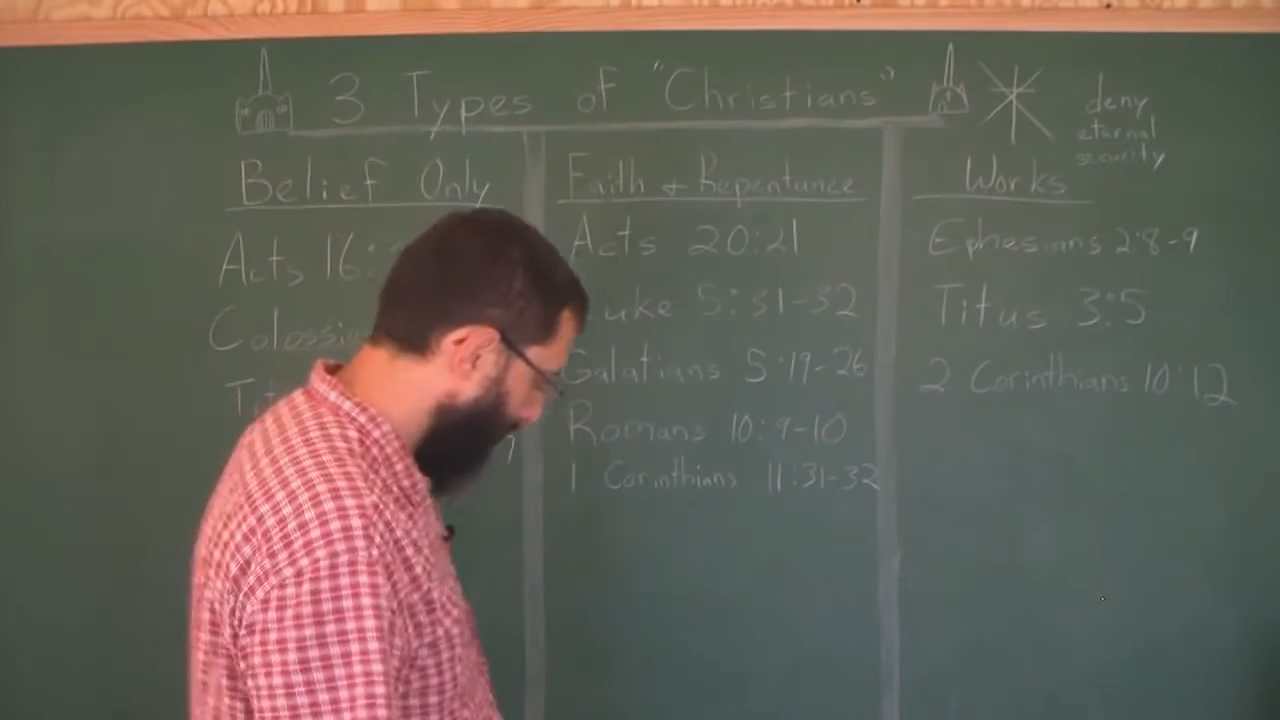 3 Types of "Christians"
deny
eternal
security
Belief Only
Acts 16:
Faith & Repentance
Acts 20:21
Luke 5:31-32
Galatians 5:19-26
Romans 10:9-10
1 Corinthians 11:31-32
Works
Ephesians 2:8-9
Titus 3:5
2 Corinthians 10:12